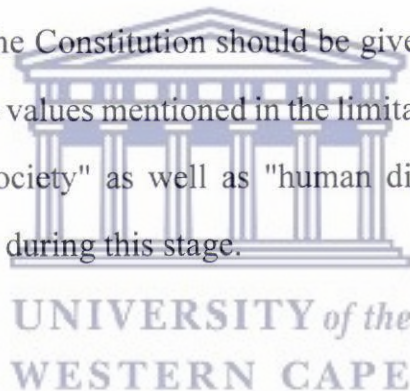 ne Constitution should be give
values mentioned in the limita
ociety" as well as "human di
during this stage.
UNIVERSITY of the
WESTERN CAPE